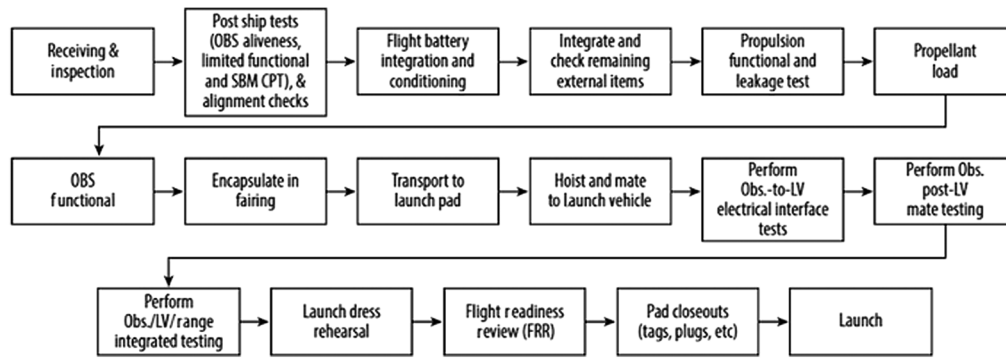 Receiving &
inspection
Post ship tests
(OBS aliveness,
limited functional
and SBM CPT), &
alignment checks
Flight battery
integration and
conditioning
Integrate and
check remaining
external items
Propulsion
functional and
leakage test
Propellant
load
OBS
functional
Encapsulate in
fairing
Transport to
launch pad
Hoist and mate
to launch vehicle
Perform
Obs.-to-LV
electrical interface
tests
Perform Obs.
post-LV
mate testing
Perform
Obs./LV/range
integrated testing
Launch dress
rehearsal
Flight readiness
review (FRR)
Pad closeouts
(tags, plugs, etc)
Launch